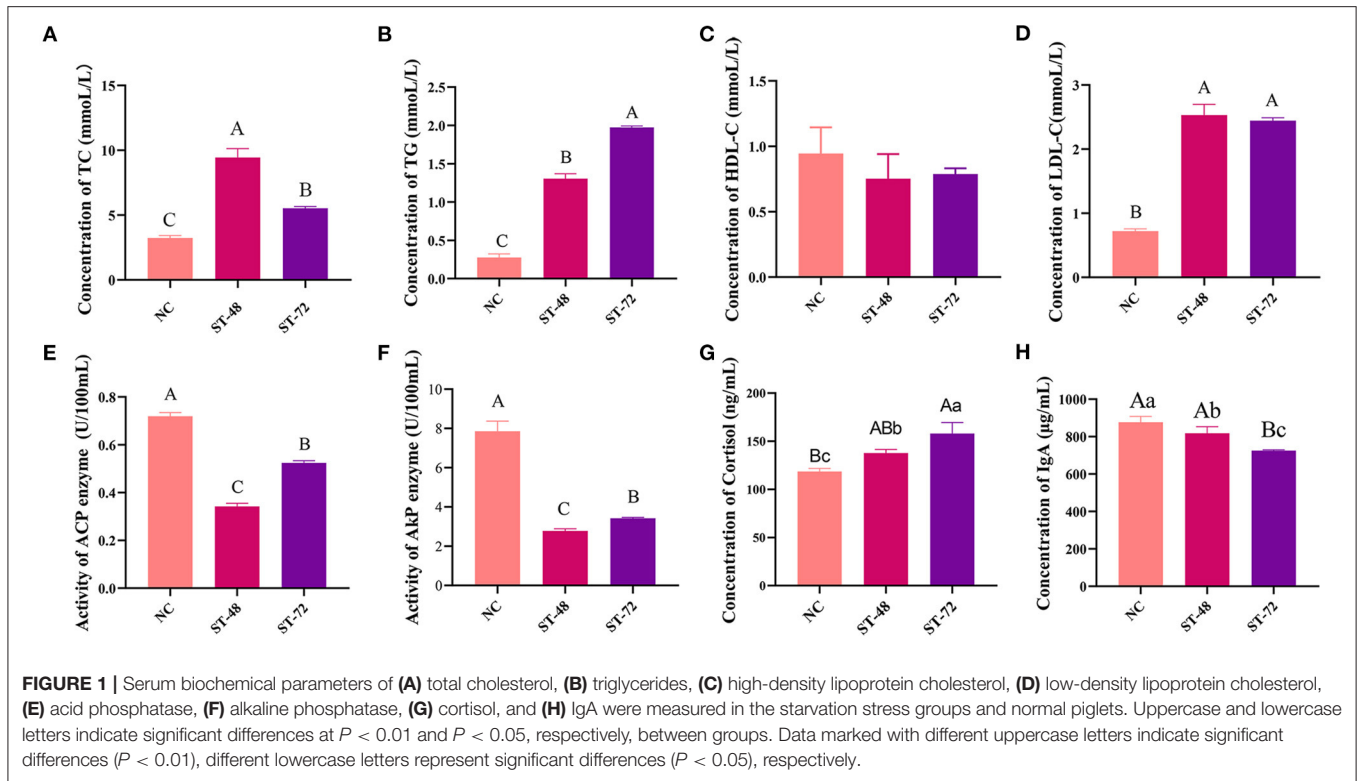 A
Concentration of TC (mmoL/L)
15
10
5
0
C
A
B
NC
ST-48
ST-72
B
Concentration of TG (mmoL/L)
2.5
2.0
1.5
1.0
0.5
0.0
C
B
A
NC
ST-48
ST-72
C
Concentration of HDL-C (mmoL/L)
1.5
1.0
0.5
0.0
NC
ST-48
ST-72
D
Concentration of LDL-C(mmoL/L)
3
2
1
0
B
A
A
NC
ST-48
ST-72
E
Activity of ACP enzyme (U/100mL)
0.8
0.6
0.4
0.2
0.0
A
C
B
NC
ST-48
ST-72
F
Activity of AkP enzyme (U/100mL)
10
8
6
4
2
0
A
C
B
NC
ST-48
ST-72
G
Concentration of Cortisol (ng/mL)
200
150
100
50
0
Bc
ABb
Aa
NC
ST-48
ST-72
H
Concentration of IgA (µg/mL)
1000
800
600
400
200
0
Aa
Ab
Bc
NC
ST-48
ST-72
FIGURE 1 | Serum biochemical parameters of (A) total cholesterol, (B) triglycerides, (C) high-density lipoprotein cholesterol, (D) low-density lipoprotein cholesterol,
(E) acid phosphatase, (F) alkaline phosphatase, (G) cortisol, and (H) IgA were measured in the starvation stress groups and normal piglets. Uppercase and lowercase
letters indicate significant differences at P < 0.01 and P < 0.05, respectively, between groups. Data marked with different uppercase letters indicate significant
differences (P < 0.01), different lowercase letters represent significant differences (P < 0.05), respectively.